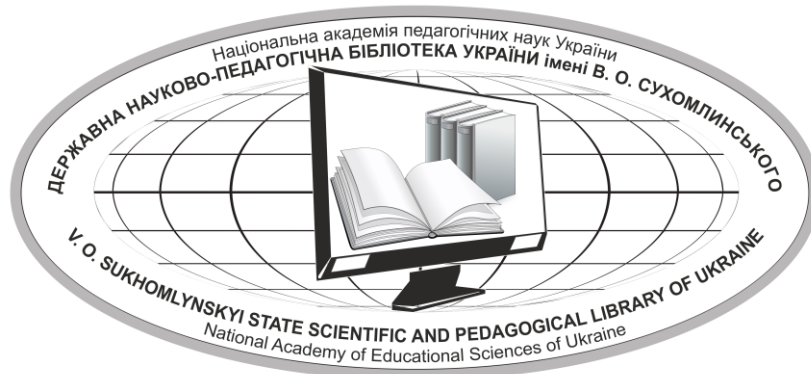 Національна академія педагогічних наук України
ДЕРЖАВНА НАУКОВО-ПЕДАГОГІЧНА БІБЛІОТЕКА УКРАЇНИ імені В. О. СУХОМЛИНСЬКОГО
V. O. SUKHOMLYNSKYI STATE SCIENTIFIC AND PEDAGOGICAL LIBRARY OF UKRAINE
National Academy of Educational Sciences of Ukraine